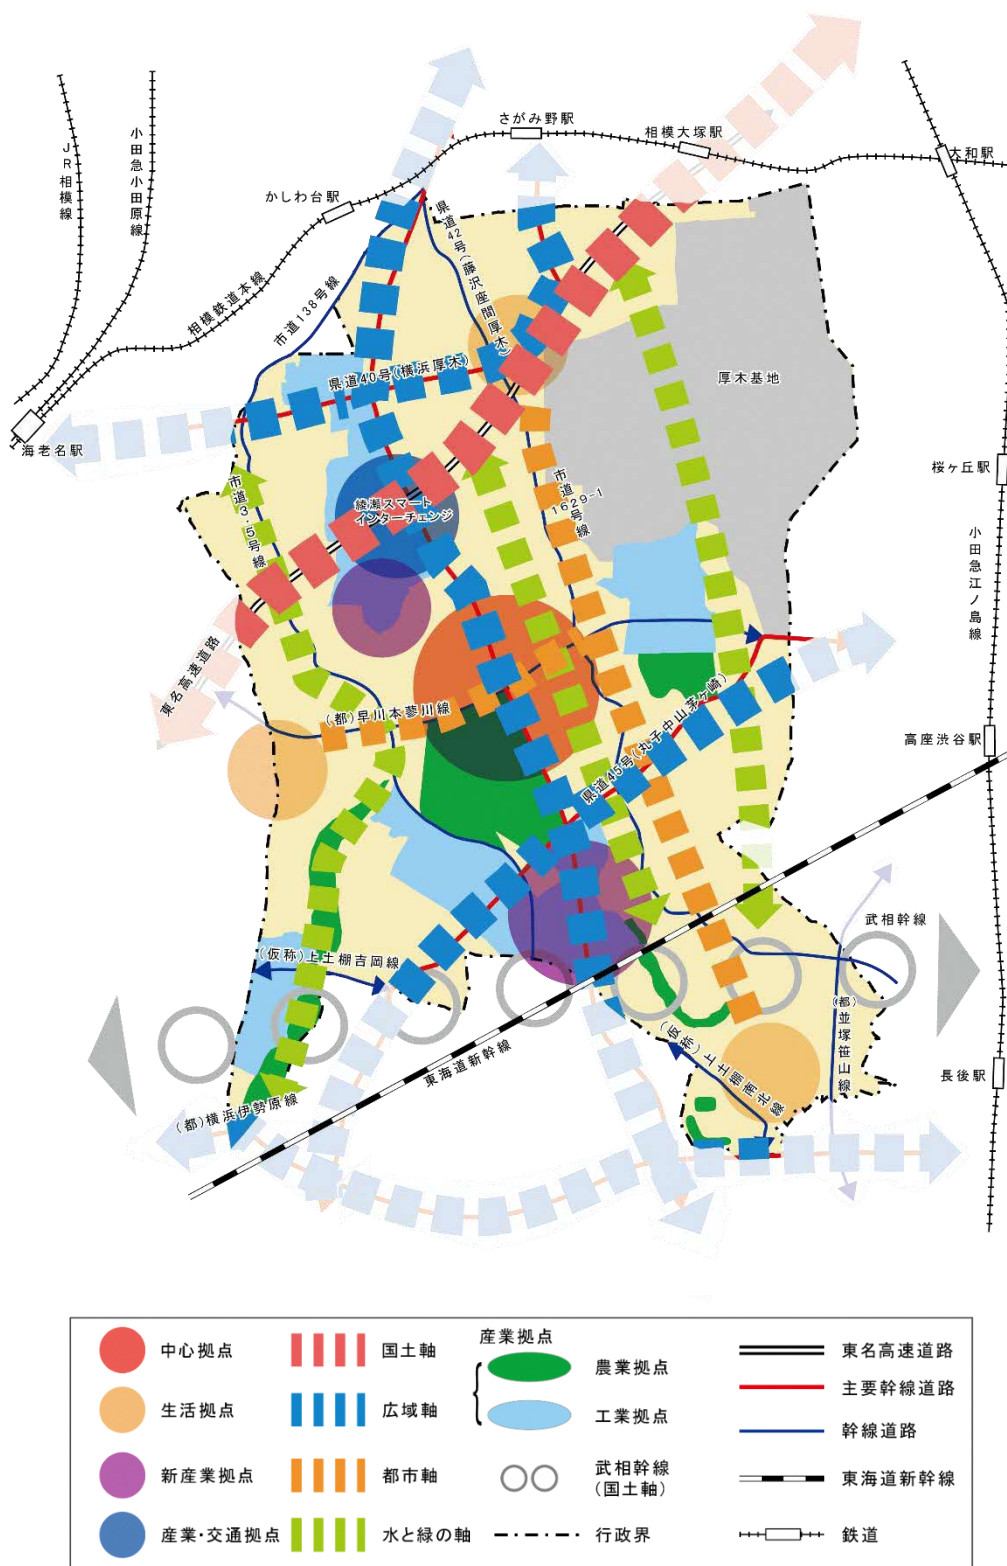 さがみ野駅
相模大塚駅
大和駅
JR相模線
小田急小田原線
かしわ台駅
県道42号(藤沢座間厚木)
相模鉄道本線
市道138号線
県道40号(横浜厚木)
厚木基地
海老名駅
桜ヶ丘駅
市道3・5号線
綾瀬スマート
インターチェンジ
市道
1629-1
号線
小田急江ノ島線
東名高速道路
(都)早川本蓼川線
県道45号(丸子中山茅ヶ崎)
高座渋谷駅
武相幹線
(仮称)上土棚吉岡線
東海道新幹線
(仮称)上土棚南北線
(都)並塚笹山線
長後駅
(都)横浜伊勢原線
中心拠点
生活拠点
新産業拠点
産業・交通拠点
国土軸
広域軸
都市軸
水と緑の軸
産業拠点
農業拠点
工業拠点
武相幹線
(国土軸)
行政界
東名高速道路
主要幹線道路
幹線道路
東海道新幹線
鉄道